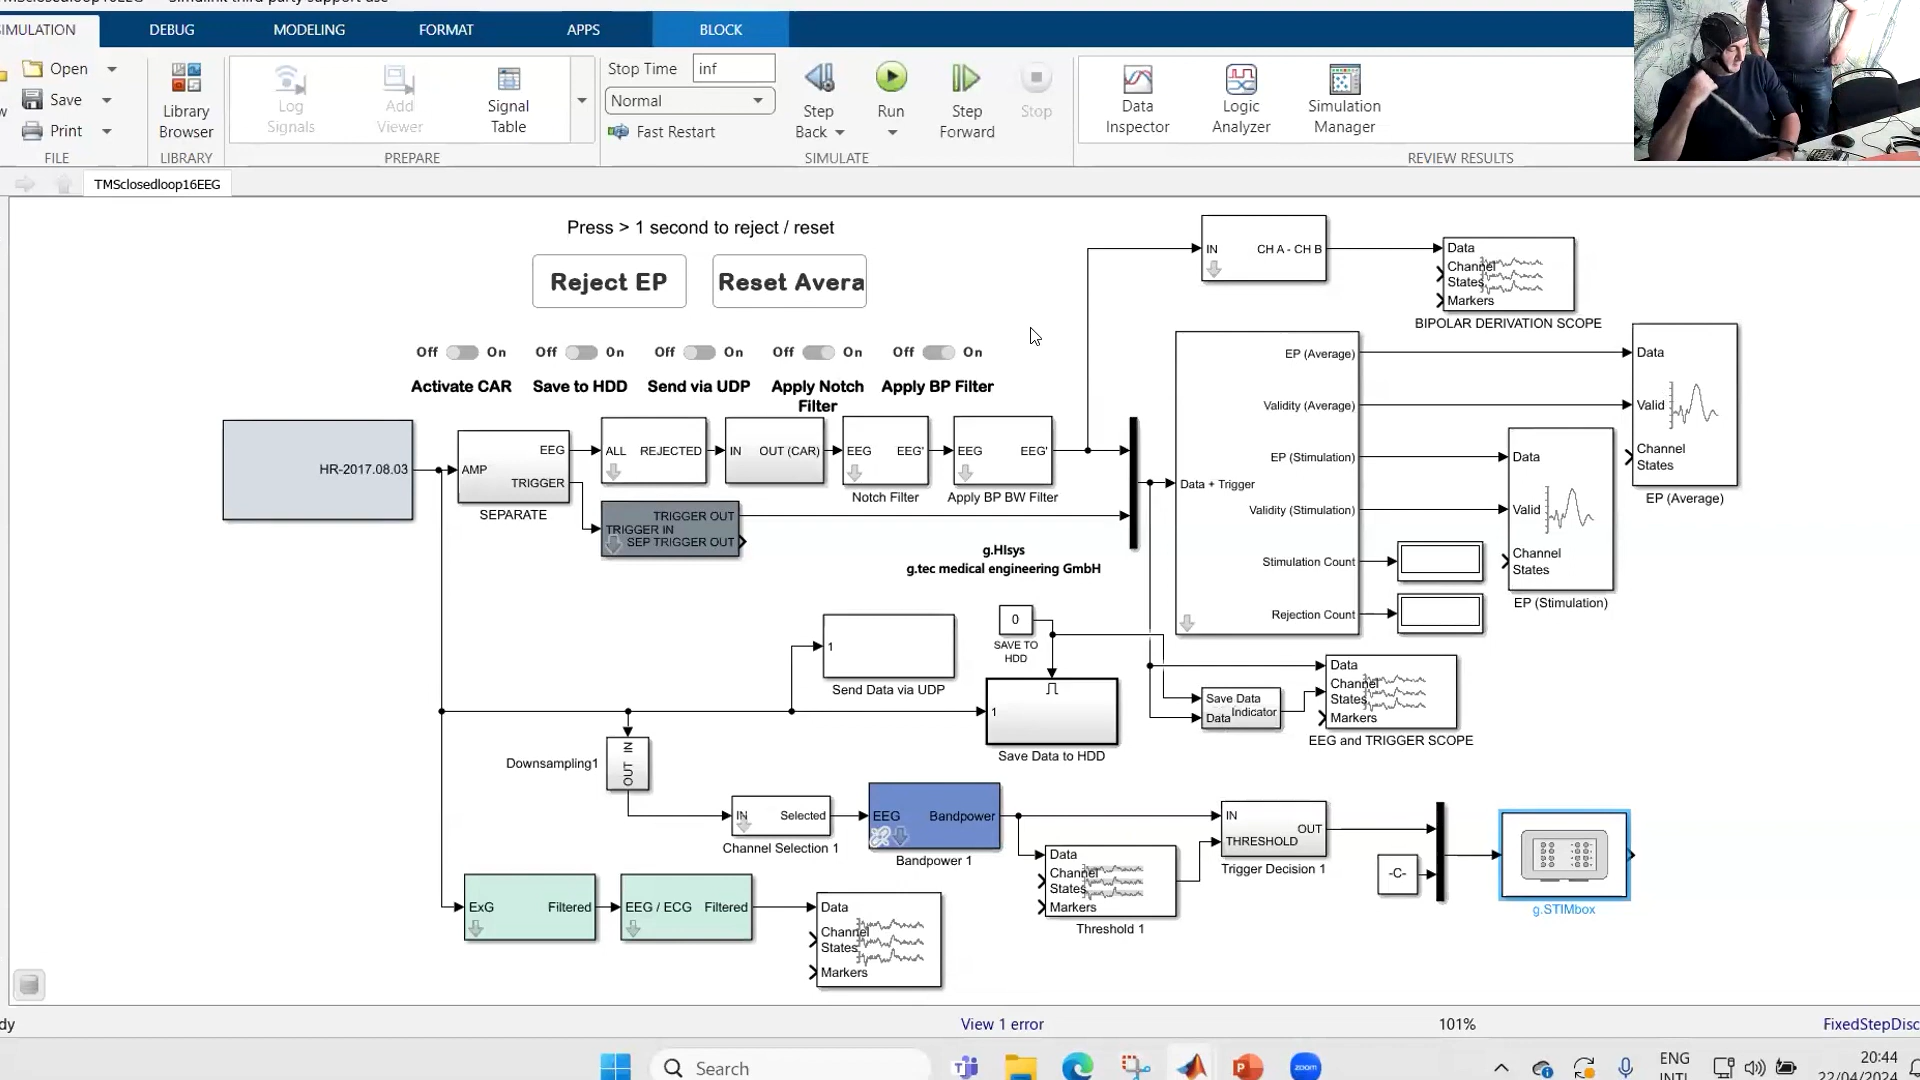 SIMULATION
DEBUG
MODELING
FORMAT
APPS
BLOCK
Open
Save
Print
FILE
Library
Browser
LIBRARY
Log
Signals
Add
Viewer
Signal
Table
PREPARE
Stop Time
inf
Normal
Fast Restart
Step
Back
Run
Step
Forward
Stop
SIMULATE
Data
Inspector
Logic
Analyzer
Simulation
Manager
REVIEW RESULTS
TMSclosedloop16EEG
Press > 1 second to reject / reset
Reject EP
Reset Avera
Off On
Off On
Off On
Off On
Off On
Activate CAR
Save to HDD
Send via UDP
Apply Notch
Filter
Apply BP Filter
IN CH A - CH B
Data
Channel
States
Markers
BIPOLAR DERIVATION SCOPE
HR-2017.08.03
AMP
EEG
TRIGGER
SEPARATE
ALL REJECTED
IN OUT (CAR)
EEG EEG'
Notch Filter
EEG EEG'
Apply BP BW Filter
TRIGGER OUT
TRIGGER IN
SEP TRIGGER OUT
g.HIsys
g.tec medical engineering GmbH
Data + Trigger
EP (Average)
Validity (Average)
EP (Stimulation)
Validity (Stimulation)
Stimulation Count
Rejection Count
Data
Valid
Channel
States
EP (Average)
Data
Valid
Channel
States
EP (Stimulation)
1
Send Data via UDP
0
SAVE TO
HDD
1
Save Data to HDD
Save Data
Indicator
Data
Data
Channel
States
Markers
EEG and TRIGGER SCOPE
IN
OUT
Downsampling1
IN Selected
Channel Selection 1
EEG Bandpower
Bandpower 1
Data
Channel
States
Markers
Threshold 1
IN
OUT
THRESHOLD
Trigger Decision 1
-C-
g.STIMbox
ExG Filtered
EEG / ECG Filtered
Data
Channel
States
Markers
dy
View 1 error
101%
FixedStepDisc
Search
zoom
ENG
INTL
20:44
22/04/2024